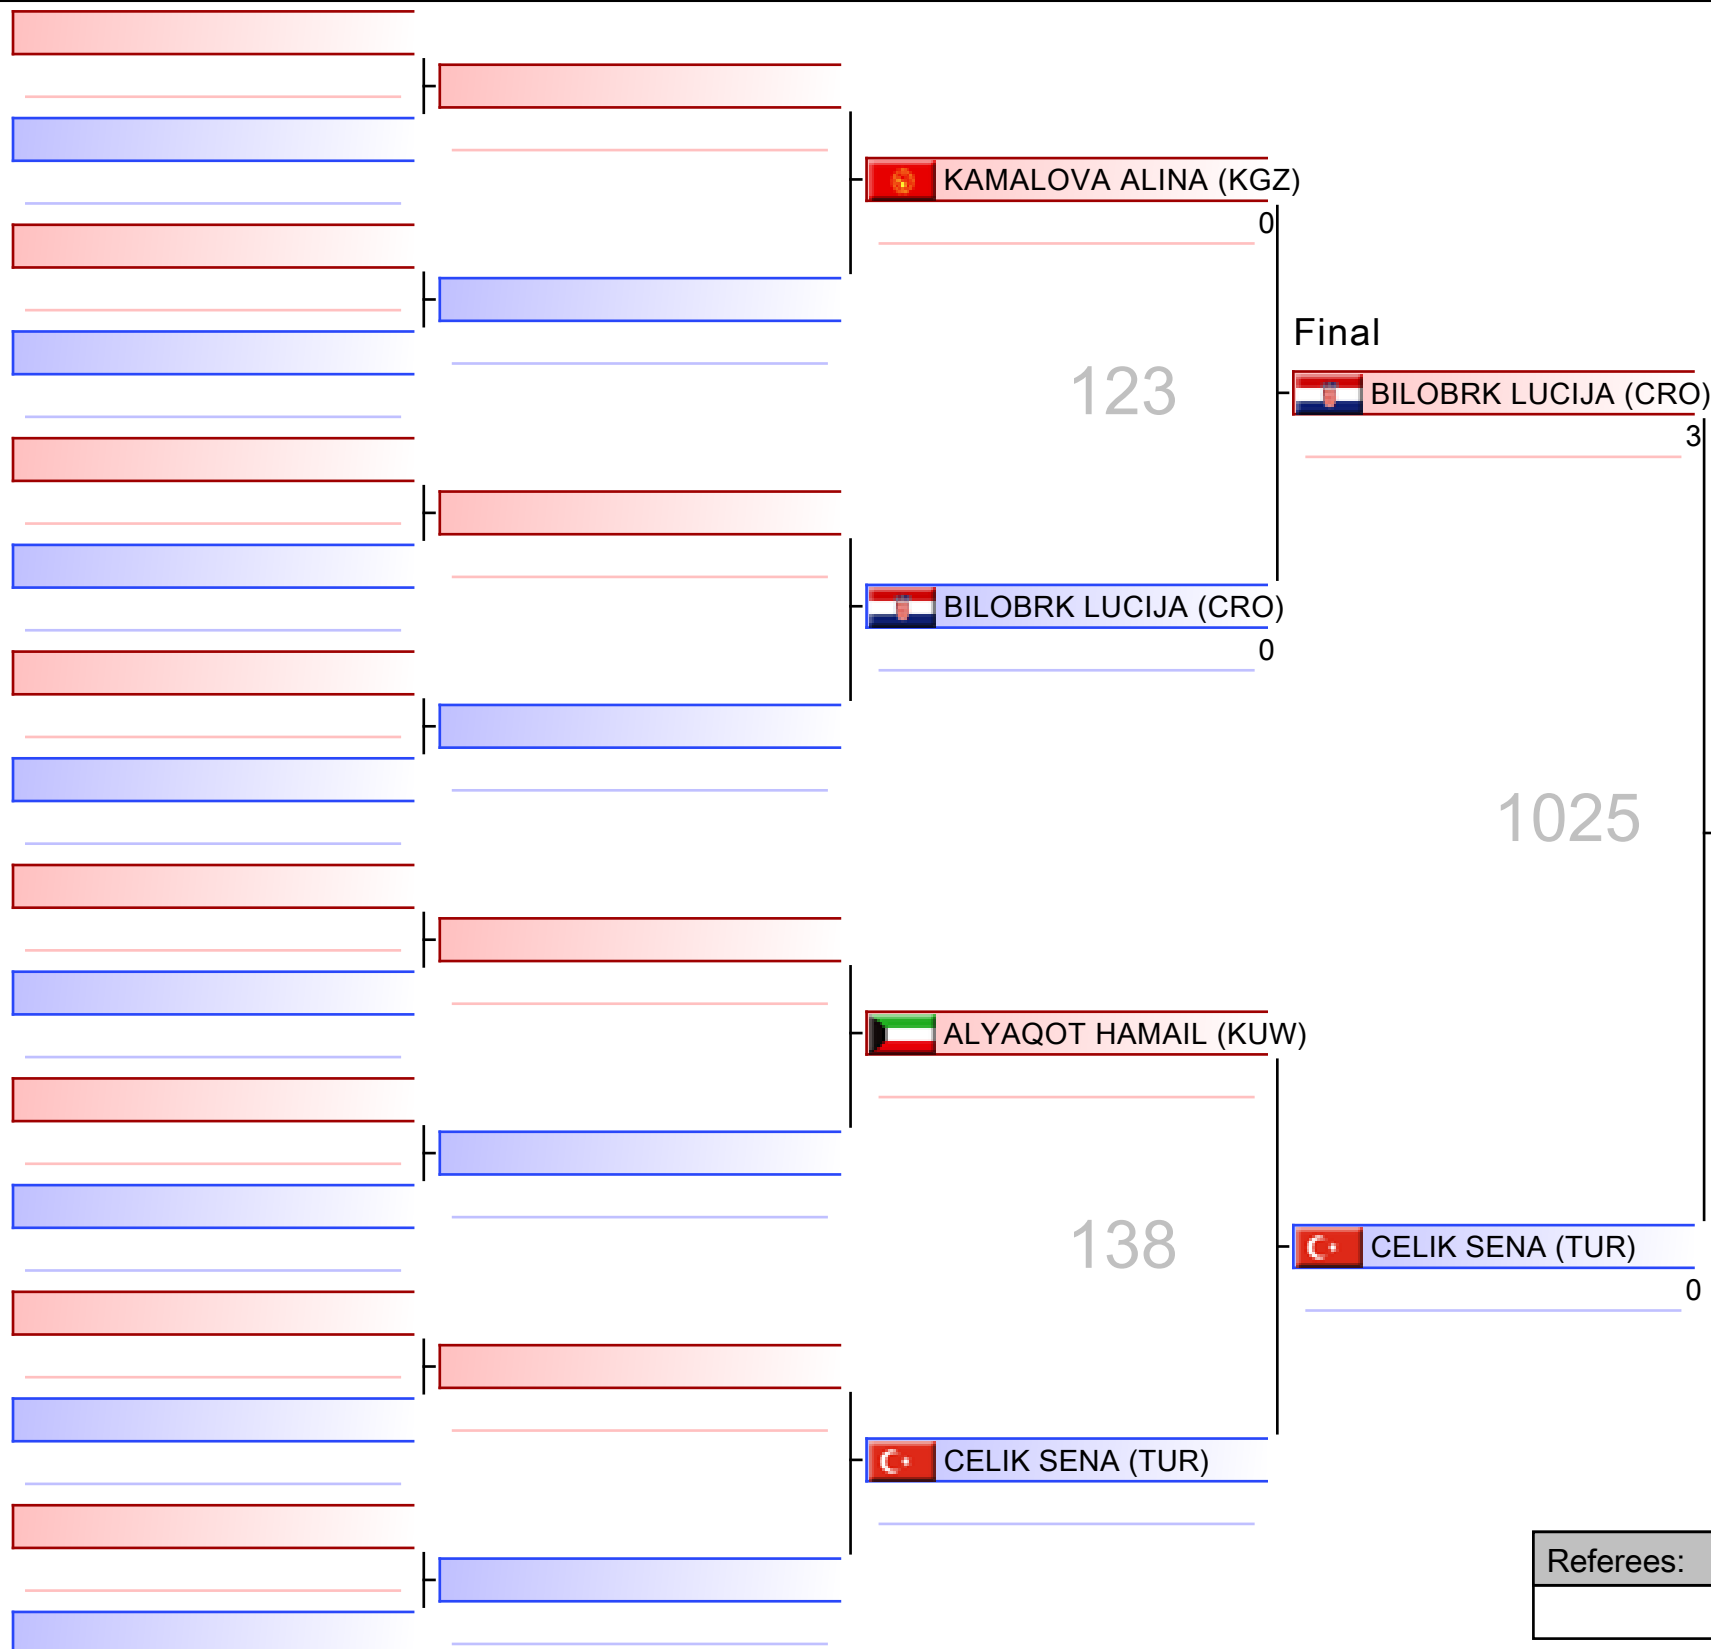 KAMALOVA ALINA (KGZ)
0
Final
123
BILOBRK LUCIJA (CRO)
3
BILOBRK LUCIJA (CRO)
0
1025
ALYAQOT HAMAIL (KUW)
138
CELIK SENA (TUR)
0
CELIK SENA (TUR)
Referees: